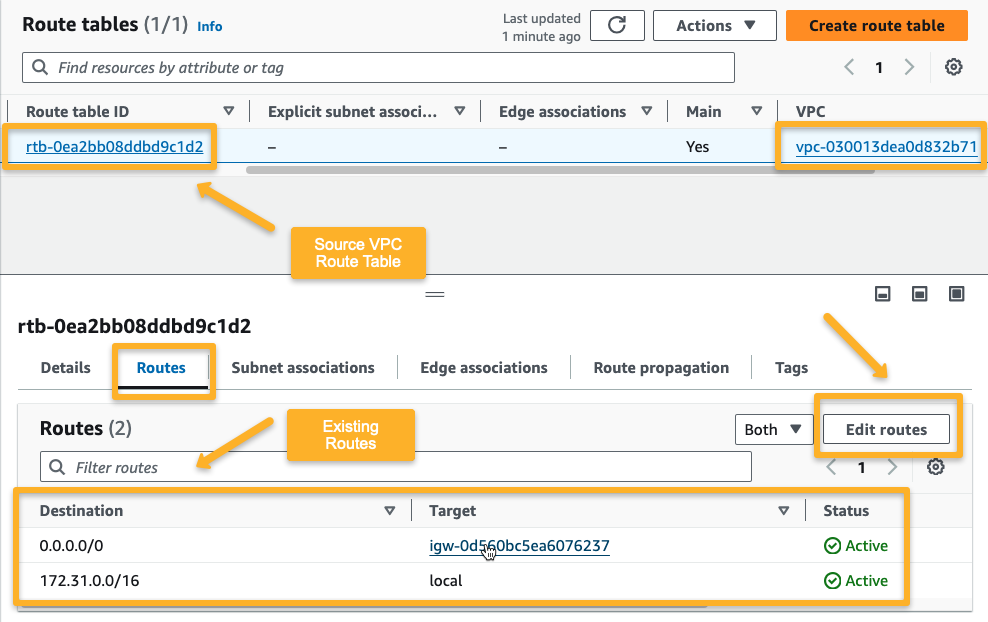 Route tables (1/1) Info
Last updated
1 minute ago
Actions
Create route table
Find resources by attribute or tag
1
Route table ID
Explicit subnet associ...
Edge associations
Main
VPC
rtb-0ea2bb08ddbd9c1d2
–
–
Yes
vpc-030013dea0d832b71
Source VPC
Route Table
rtb-0ea2bb08ddbd9c1d2
Details
Routes
Subnet associations
Edge associations
Route propagation
Tags
Routes (2)
Existing
Routes
Both
Edit routes
Filter routes
1
Destination
Target
Status
0.0.0.0/0
igw-0d560bc5ea6076237
Active
172.31.0.0/16
local
Active